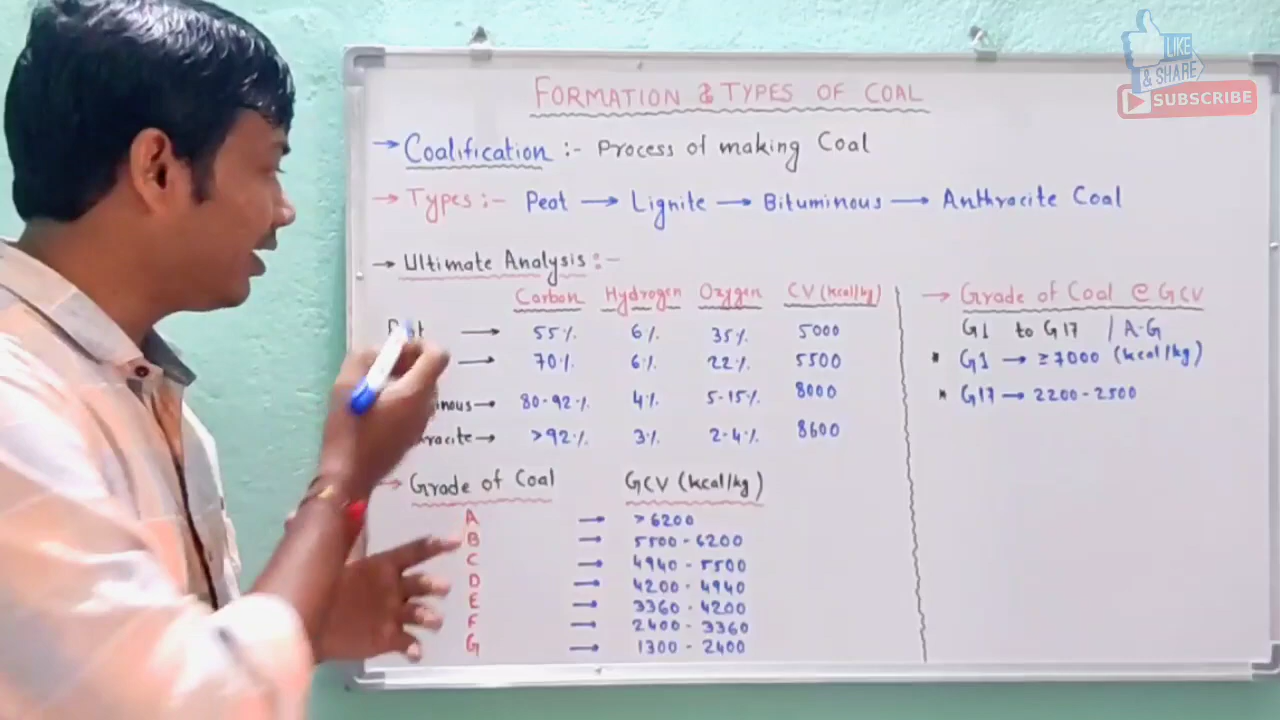 LIKE
& SHARE
SUBSCRIBE
FORMATION & TYPES OF COAL
→ Coalification :- Process of making Coal
→ Types :- Peat → Lignite → Bituminous → Anthracite Coal
→ Ultimate Analysis :-
Carbon Hydrogen Oxygen CV (kcal/kg)
→ 55% 6% 35% 5000
→ 70% 6% 22% 5500
inous → 80-92% 4% 5-15% 8000
racite → >92% 3% 2-4% 8600
→ Grade of Coal GCV (kcal/kg)
A → > 6200
B → 5500 - 6200
C → 4940 - 5500
D → 4200 - 4940
E → 3360 - 4200
F → 2400 - 3360
G → 1300 - 2400
→ Grade of Coal @ GCV
G1 to G17 / A-G
* G1 → ≥7000 (kcal/kg)
* G17 → 2200 - 2500